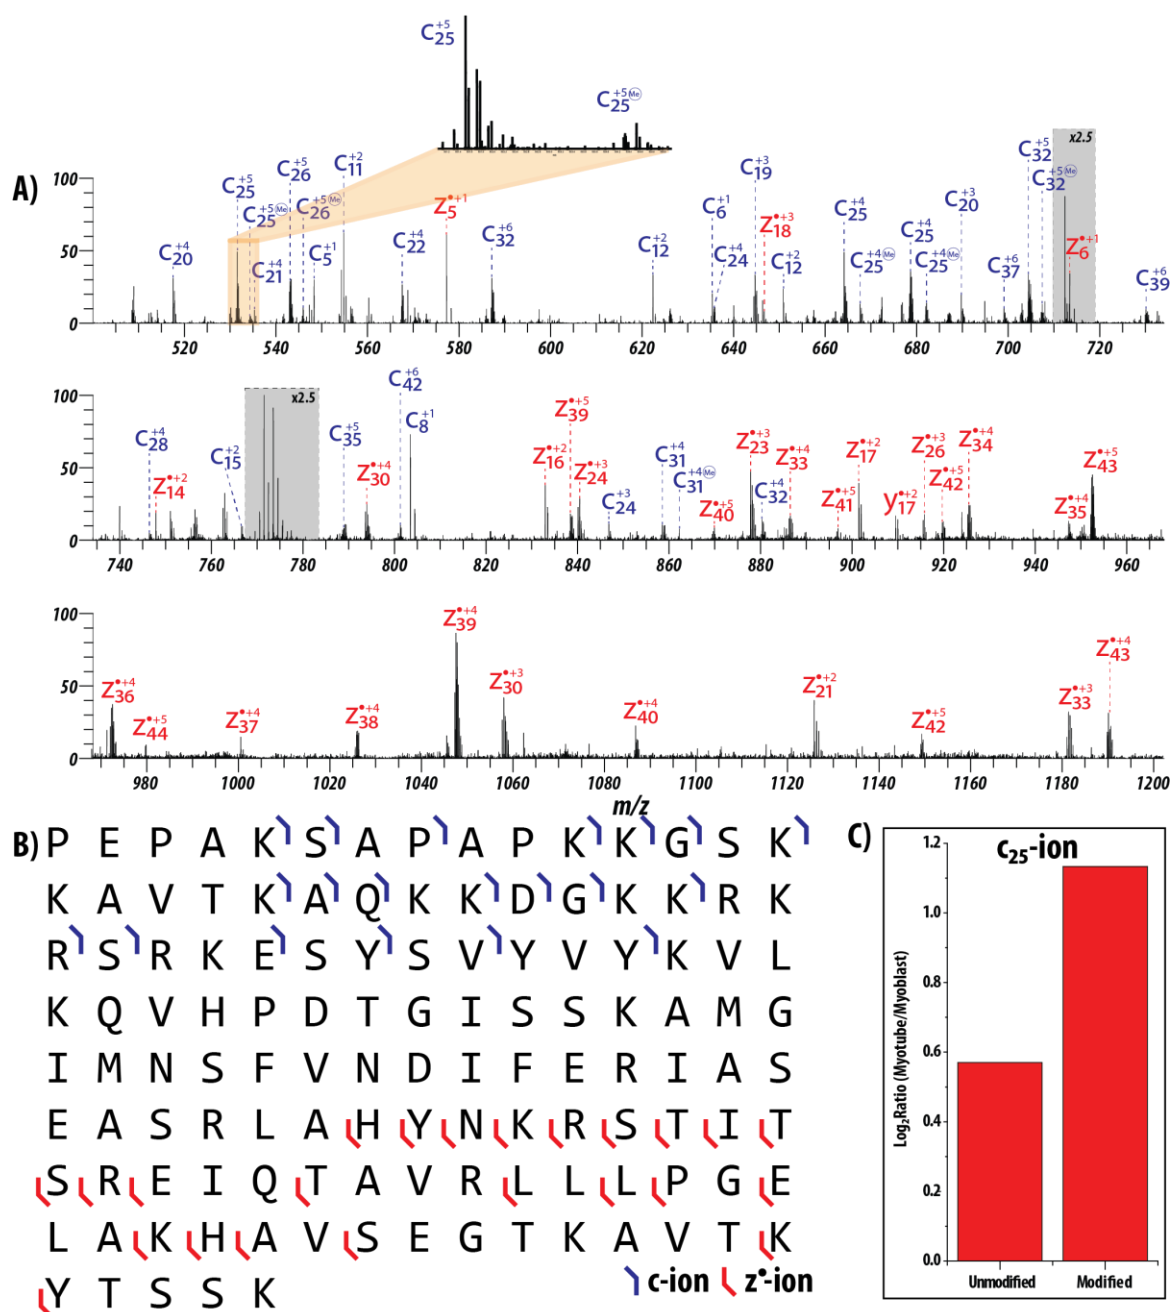 A)
C25+5
C25+5 Me
100
50
0
C20+4
C25+5
C25+5 Me
C21+4
C26+5
C26+5 Me
C5+1
C11+2
C22+4
Z5•+1
C32+6
C12
C6+1
C24+4
C19+3
Z18•+3
C12+2
C25+4
C25+4 Me
C25+4
C25+4 Me
C20+3
C37+6
C32+5
C32+5 Me
x2.5
Z6•+1
C39+6
520 540 560 580 600 620 640 660 680 700 720
100
50
0
C28+4
Z14•+2
C15+2
x2.5
C35+5
Z30•+4
C42+6
C8+1
Z16•+2
Z39•+5
Z24•+3
C24+3
C31+4
C31+4 Me
Z40•+5
Z23•+3
C32+4
Z33•+4
Z41•+5
Z17•+2
y17•+2
Z26•+3
Z42•+5
Z34•+4
Z35•+4
Z43•+5
740 760 780 800 820 840 860 880 900 920 940 960
100
50
0
Z36•+4
Z44•+5
Z37•+4
Z38•+4
Z39•+4
Z30•+3
Z40•+4
Z21•+2
Z42•+5
Z33•+3
Z43•+4
980 1000 1020 1040 1060 1080 1100 1120 1140 1160 1180 1200
m/z
B)
P E P A K S A P A P K K G S K
K A V T K A Q K K D G K K R K
R S R K E S Y S V Y V Y K V L
K Q V H P D T G I S S K A M G
I M N S F V N D I F E R I A S
E A S R L A H Y N K R S T I T
S R E I Q T A V R L L L P G E
L A K H A V S E G T K A V T K
Y T S S K
c-ion z•-ion
C)
c25-ion
Log2Ratio (Myotube/Myoblast)
1.2
1.0
0.8
0.6
0.4
0.2
0.0
Unmodified Modified